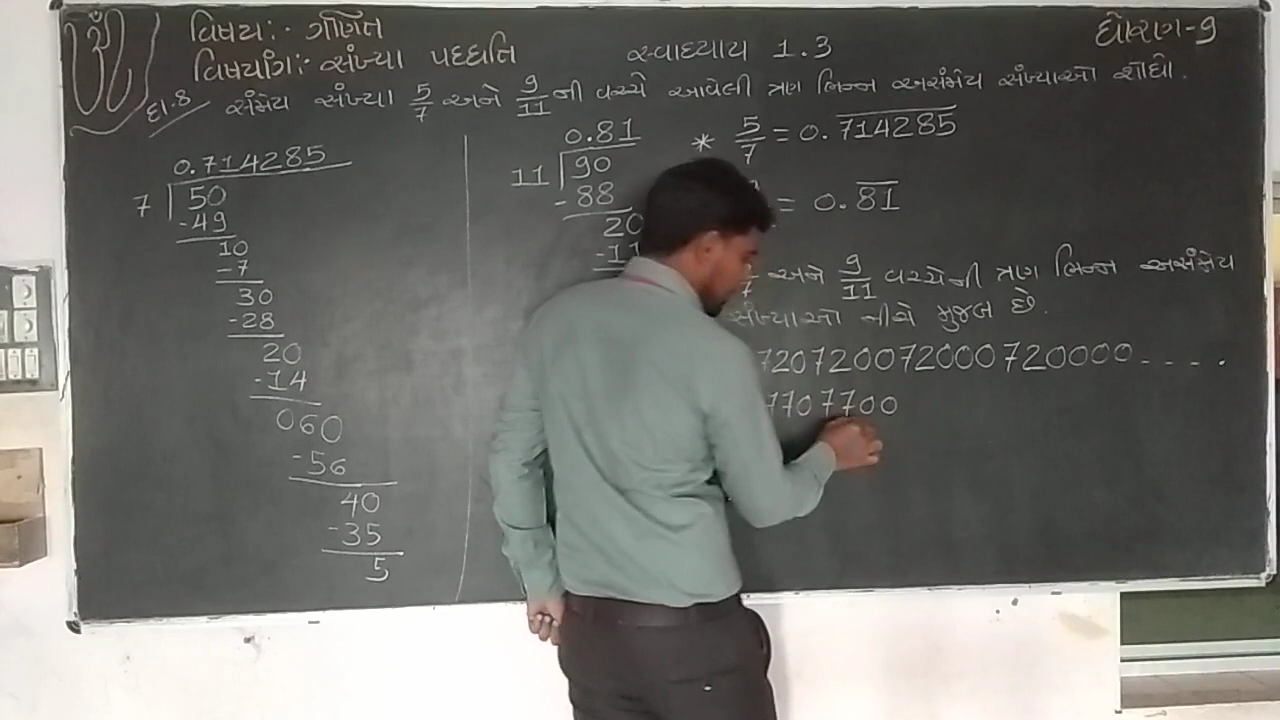 ૐ
વિષય:- ગણિત
ધોરણ-9
વિષયાંગ:- સંખ્યા પદ્ધતિ સ્વાધ્યાય 1.3
દા.8 સંમેય સંખ્યા 5/7 અને 9/11 ની વચ્ચે આવેલી ત્રણ ભિન્ન અસંમેય સંખ્યાઓ શોધો.
0.714285
7 50
-49
10
-7
30
-28
20
-14
060
-56
40
-35
5
0.81
11 90
-88
20
* 5/7 = 0.714285
= 0.81
7 અને 9/11 વચ્ચેની ત્રણ ભિન્ન અસંમેય
સંખ્યાઓ નીચે મુજબ છે.
720720072000720000----.
7707700